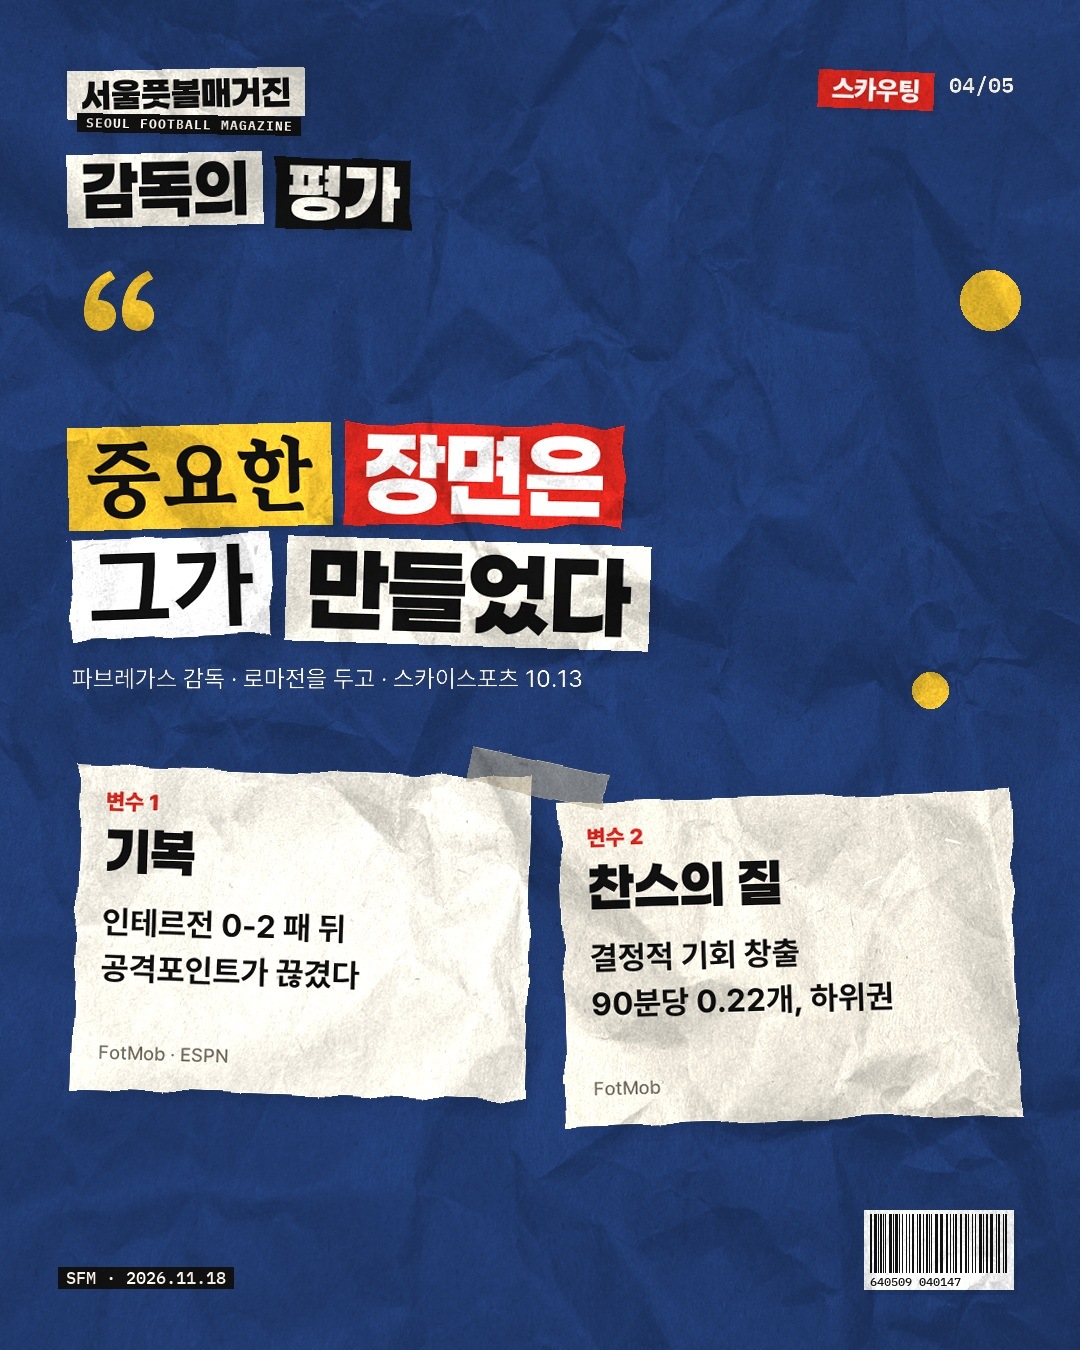 서울풋볼매거진
SEOUL FOOTBALL MAGAZINE
스카우팅 04/05
감독의 평가
“
중요한 장면은
그가 만들었다
파브레가스 감독 · 로마전을 두고 · 스카이스포츠 10.13
변수 1
기복
인테르전 0-2 패 뒤
공격포인트가 끊겼다
FotMob · ESPN
변수 2
찬스의 질
결정적 기회 창출
90분당 0.22개, 하위권
FotMob
SFM · 2026.11.18
640509 040147